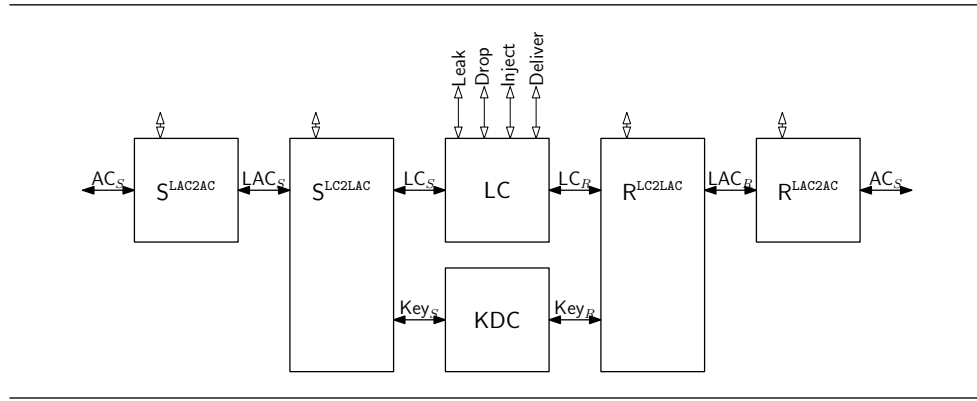 Leak
Drop
Inject
Deliver
AC_S
S^LAC2AC
LAC_S
S^LC2LAC
LC_S
LC
LC_R
R^LC2LAC
LAC_R
R^LAC2AC
AC_S
Key_S
KDC
Key_R